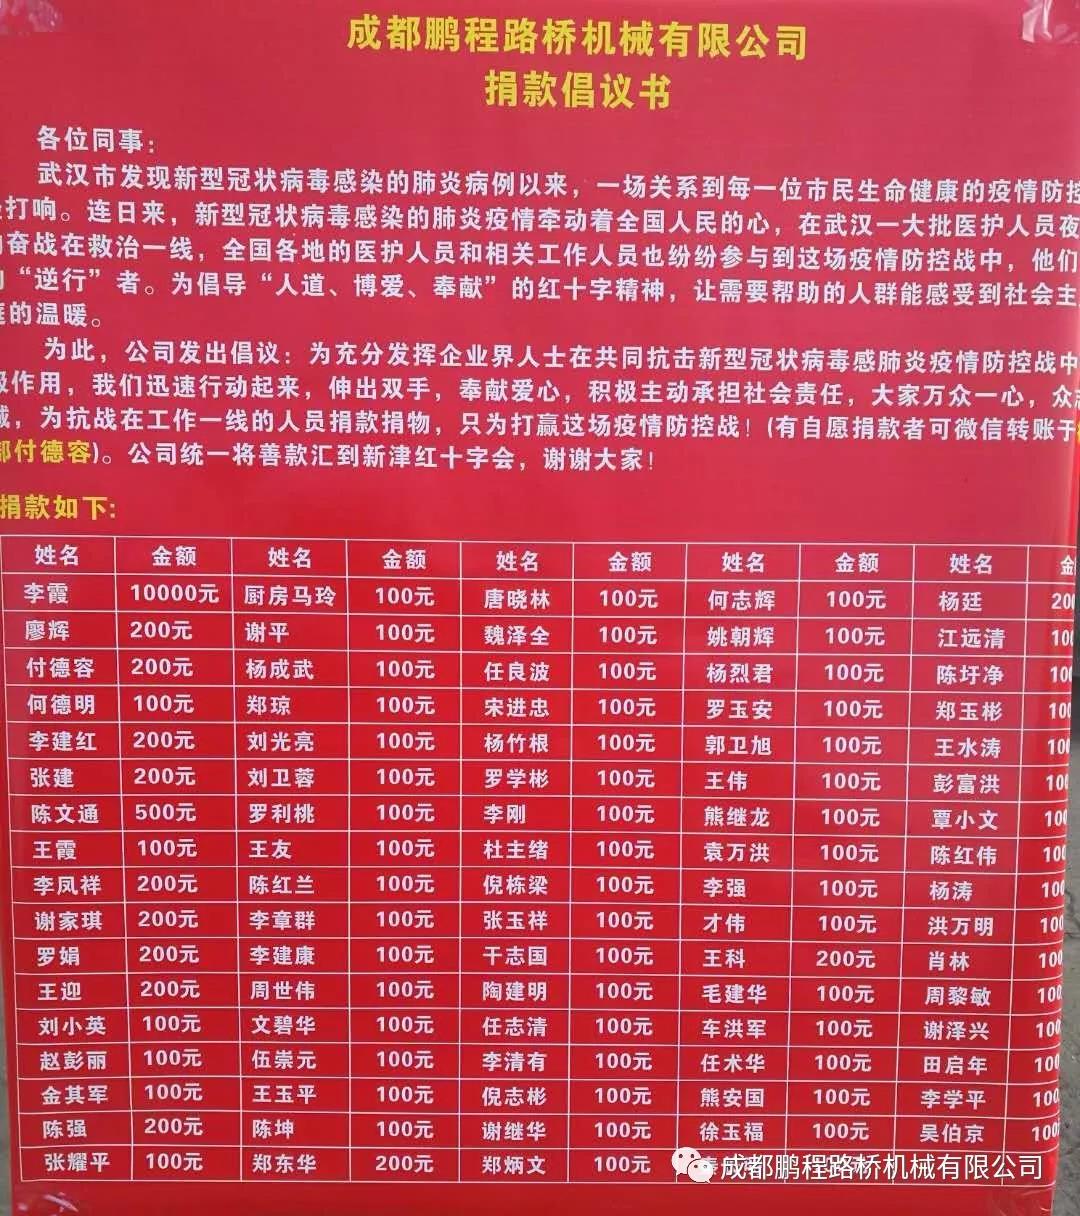 成都鹏程路桥机械有限公司
捐款倡议书
各位同事：
武汉市发现新型冠状病毒感染的肺炎病例以来，一场关系到每一位市民生命健康的疫情防控
打响。连日来，新型冠状病毒感染的肺炎疫情牵动着全国人民的心，在武汉一大批医护人员夜
奋战在救治一线，全国各地的医护人员和相关工作人员也纷纷参与到这场疫情防控战中，他们
“逆行”者。为倡导“人道、博爱、奉献”的红十字精神，让需要帮助的人群能感受到社会主
的温暖。
为此，公司发出倡议：为充分发挥企业界人士在共同抗击新型冠状病毒感肺炎疫情防控战中
作用，我们迅速行动起来，伸出双手，奉献爱心，积极主动承担社会责任，大家万众一心，众
，为抗战在工作一线的人员捐款捐物，只为打赢这场疫情防控战！(有自愿捐款者可微信转账于
部付德容)。公司统一将善款汇到新津红十字会，谢谢大家！
捐款如下：
姓名 金额 姓名 金额 姓名 金额 姓名 金额 姓名 金
李霞 10000元 厨房马玲 100元 唐晓林 100元 何志辉 100元 杨廷 200
廖辉 200元 谢平 100元 魏泽全 100元 姚朝辉 100元 江远清 100
付德容 200元 杨成武 100元 任良波 100元 杨烈君 100元 陈圩净 100
何德明 100元 郑琼 100元 宋进忠 100元 罗玉安 100元 郑玉彬 100
李建红 200元 刘光亮 100元 杨竹根 100元 郭卫旭 100元 王水涛 100
张建 200元 刘卫蓉 100元 罗学彬 100元 王伟 100元 彭富洪 100
陈文通 500元 罗利桃 100元 李刚 100元 熊继龙 100元 覃小文 100
王霞 100元 王友 100元 杜主绪 100元 袁万洪 100元 陈红伟 100
李凤祥 200元 陈红兰 100元 倪栋梁 100元 李强 100元 杨涛 100
谢家琪 200元 李章群 100元 张玉祥 100元 才伟 100元 洪万明 100
罗娟 200元 李建康 100元 干志国 100元 王科 200元 肖林 100
王迎 200元 周世伟 100元 陶建明 100元 毛建华 100元 周黎敏 100
刘小英 100元 文碧华 100元 任志清 100元 车洪军 100元 谢泽兴 100
赵彭丽 100元 伍崇元 100元 李清有 100元 任术华 100元 田启年 100
金其军 100元 王玉平 100元 倪志彬 100元 熊安国 100元 李学平 100
陈强 200元 陈坤 100元 谢继华 100元 徐玉福 100元 吴伯京 100
张耀平 100元 郑东华 200元 郑炳文 100元
成都鹏程路桥机械有限公司